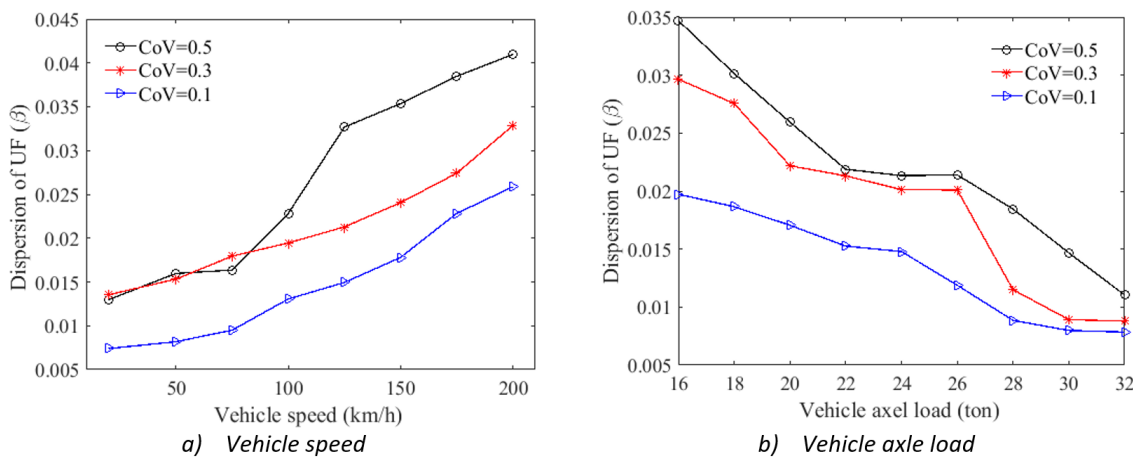 0.045
0.04
0.035
0.03
0.025
0.02
0.015
0.01
0.005
Dispersion of UF (β)
CoV=0.5
CoV=0.3
CoV=0.1
50 100 150 200
Vehicle speed (km/h)
a) Vehicle speed
0.035
0.03
0.025
0.02
0.015
0.01
0.005
Dispersion of UF (β)
CoV=0.5
CoV=0.3
CoV=0.1
16 18 20 22 24 26 28 30 32
Vehicle axel load (ton)
b) Vehicle axle load